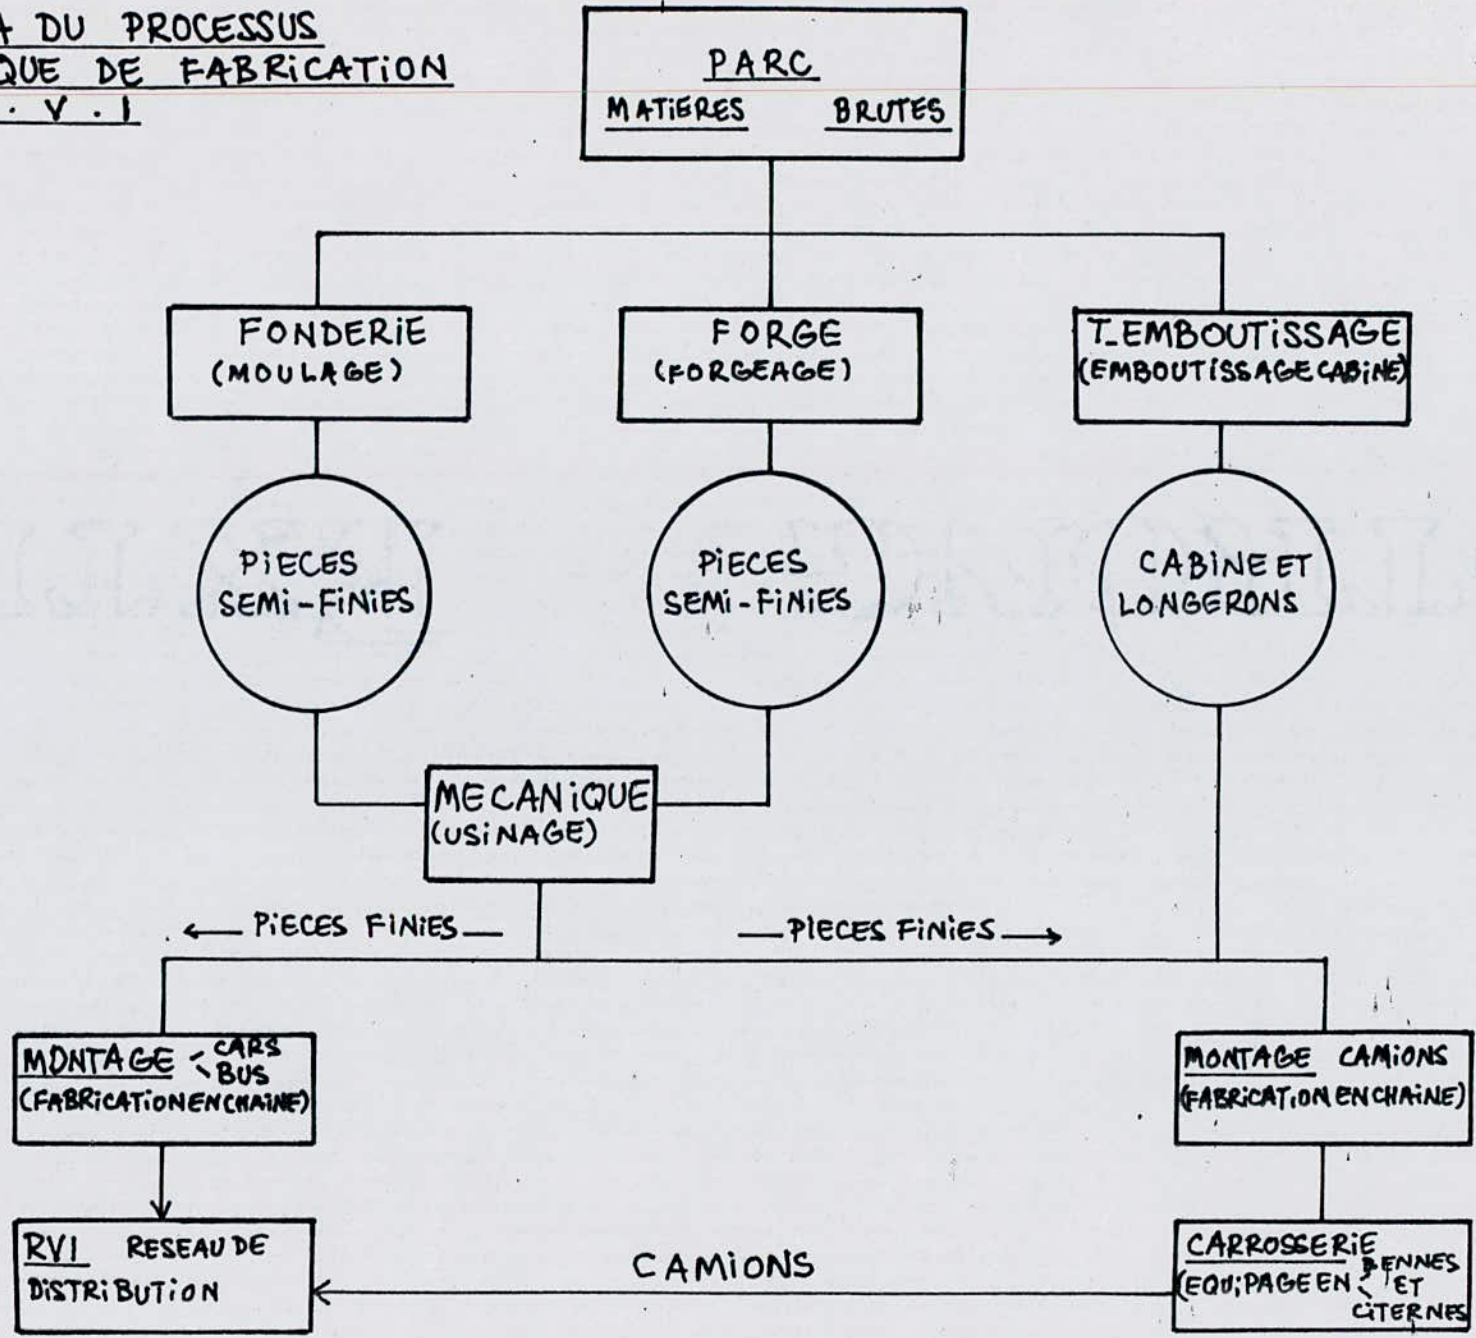 DU PROCESSUS
QUE DE FABRiCATiON
. V . I
PARC
MATiERES BRUTES
FONDERiE
(MOULAGE)
FORGE
(FORGEAGE)
T_EMBOUTiSSAGE
(EMBOUTiSSAGE CABiNE)
PiECES
SEMi-FiNiES
PiECES
SEMi-FiNiES
CABiNE ET
LONGERONS
MECANiQUE
(USiNAGE)
PiECES FiNiES
PIECES FiNiES
MONTAGE CARS
BUS
(FABRiCATiON EN CHAiNE)
MONTAGE CAMiONS
(FABRiCATiON EN CHAiNE)
RVI RESEAU DE
DiSTRiBUTiON
CAMiONS
CARROSSERiE
BENNES
(EQUiPAGE EN ET
CiTERNES